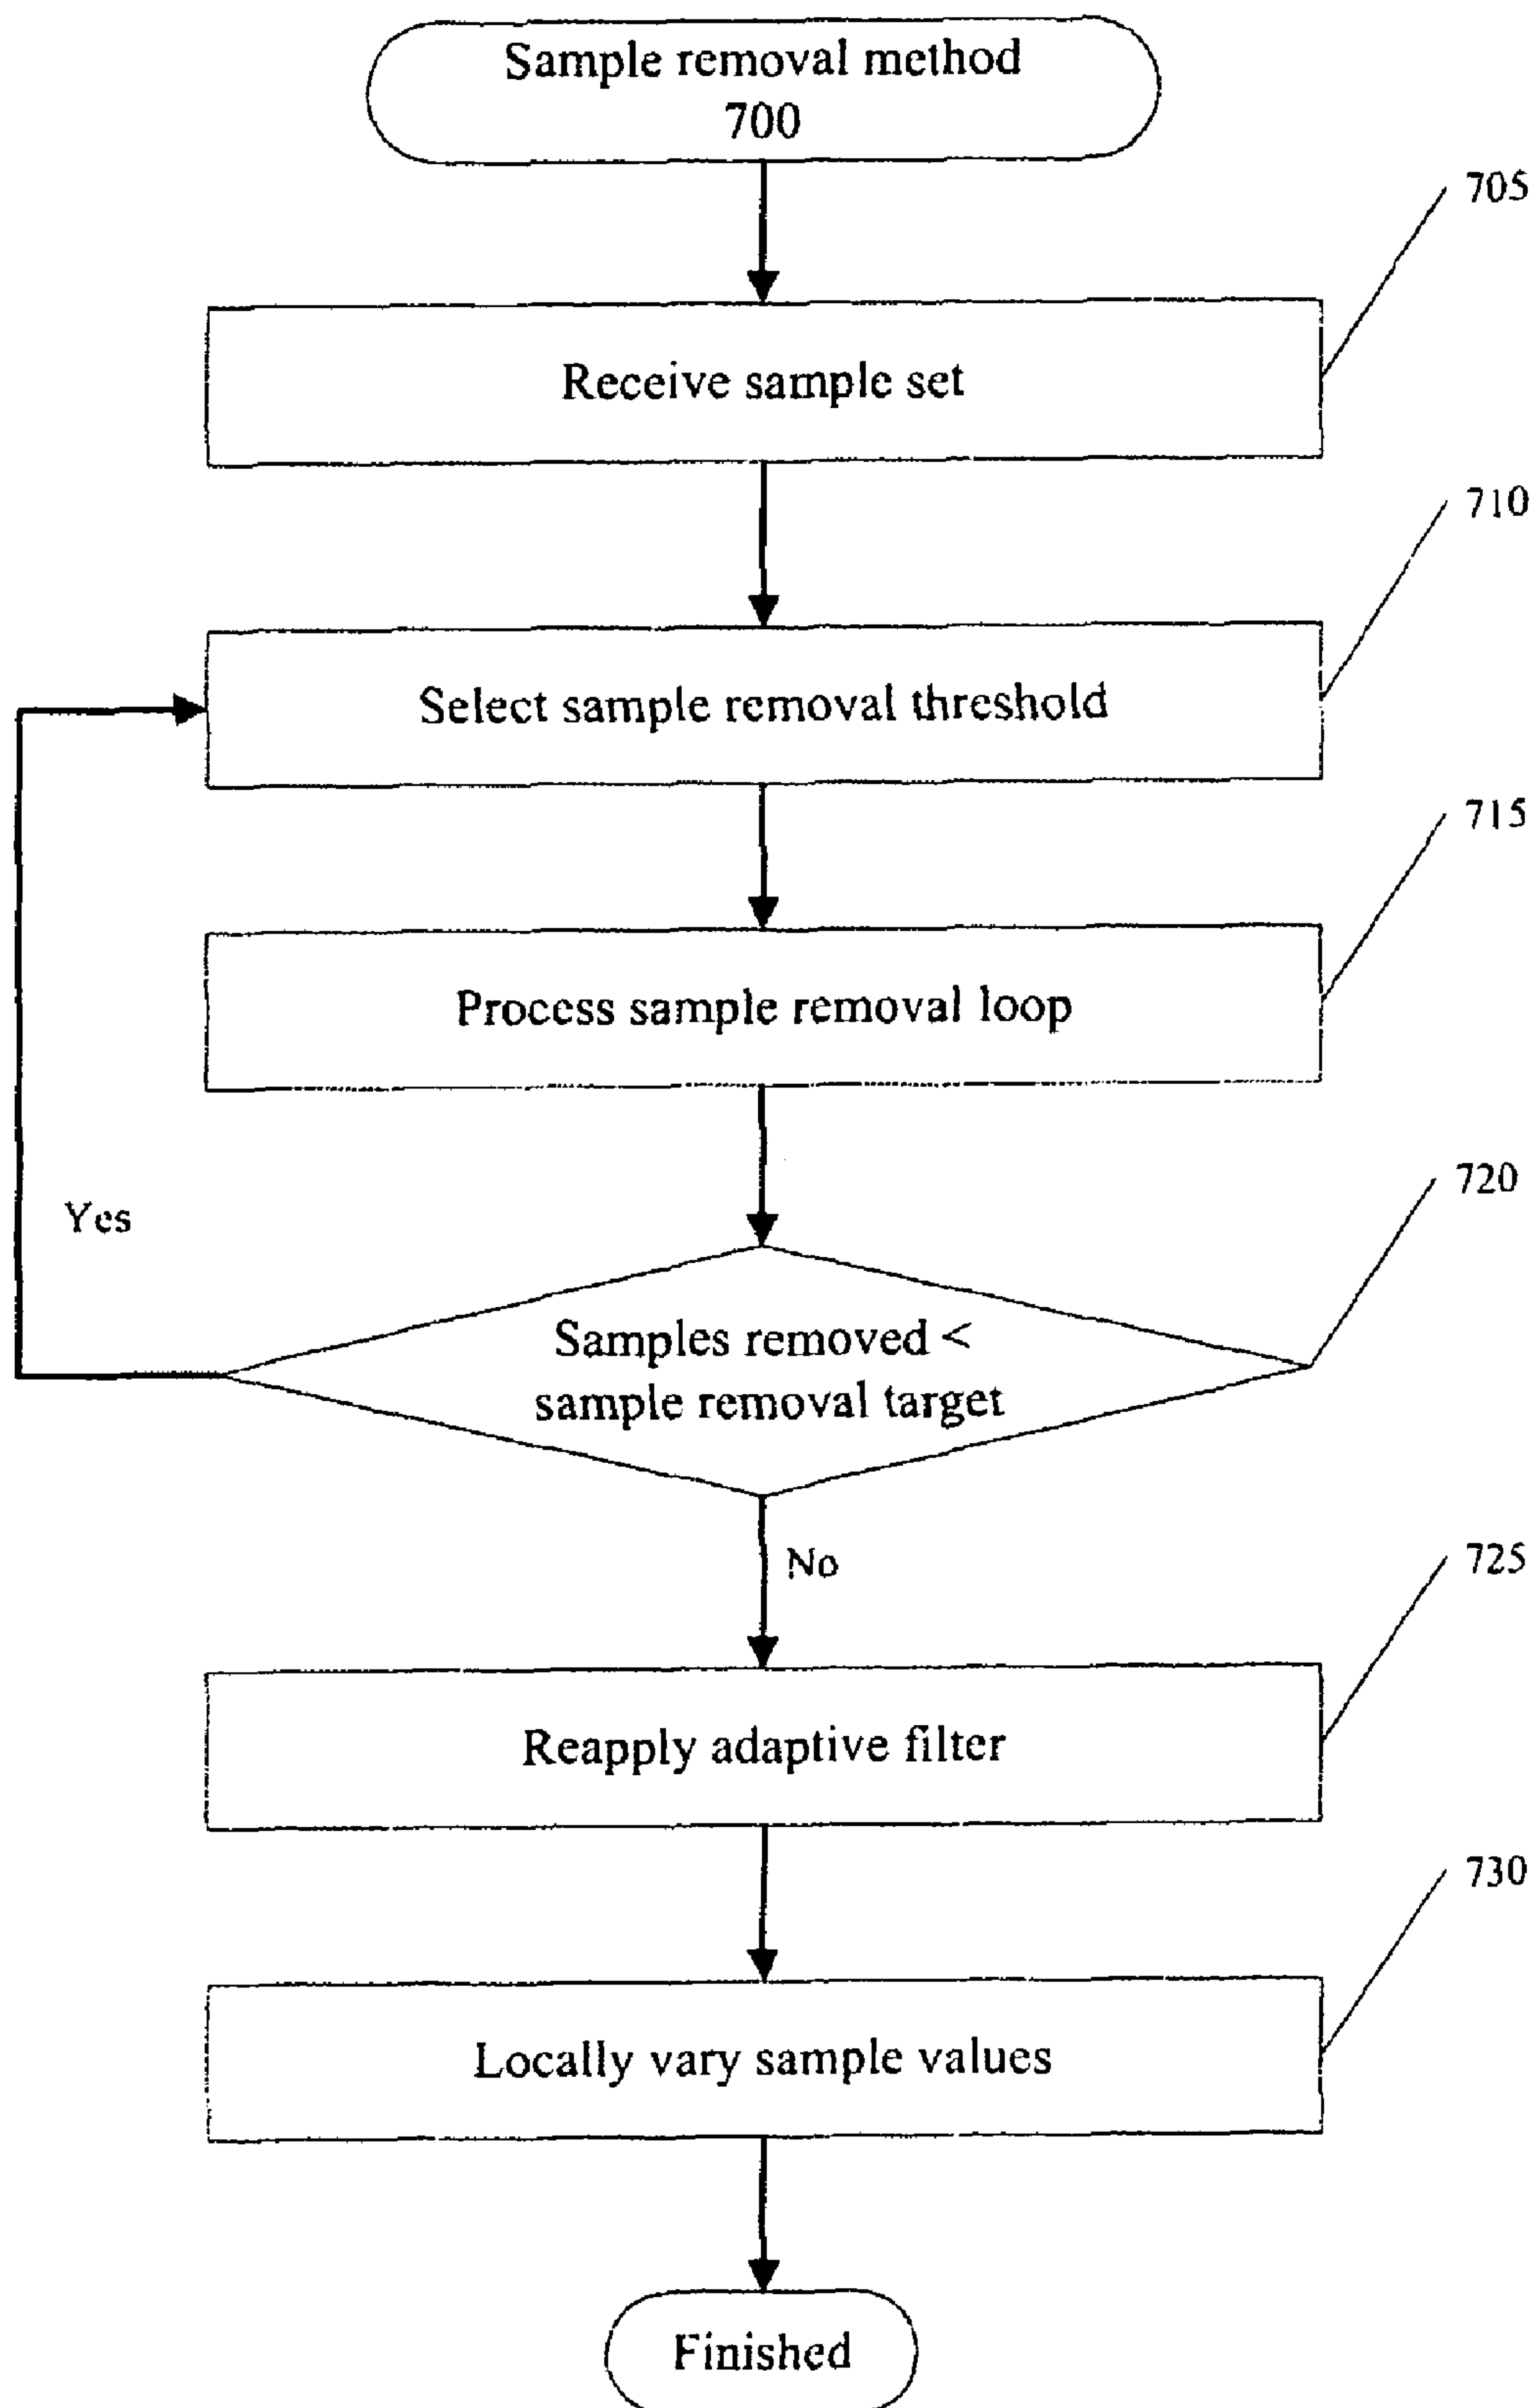 Sample removal method
700
705
Receive sample set
710
Select sample removal threshold
715
Process sample removal loop
720
Yes
Samples removed <
sample removal target
No
725
Reapply adaptive filter
730
Locally vary sample values
Finished